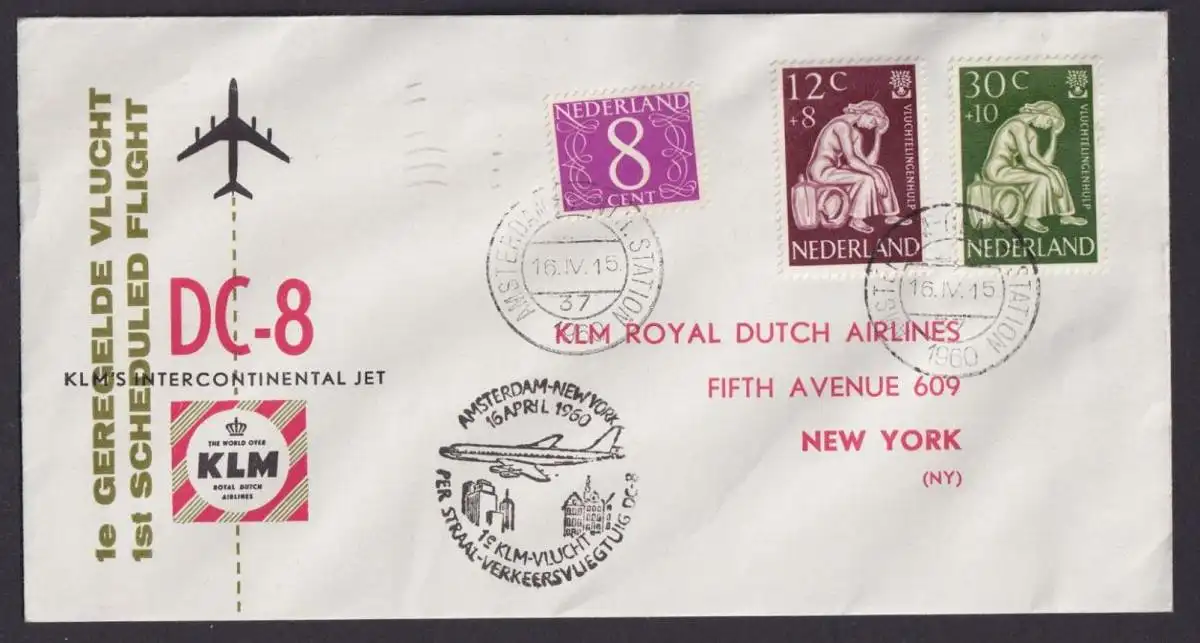 1e GEREGELDE VLUCHT
1st SCHEDULED FLIGHT
DC-8
KLM'S INTERCONTINENTAL JET
THE WORLD OVER
KLM
ROYAL DUTCH
AIRLINES
NEDERLAND
8
CENT
12C
+8
VLUCHTELINGENHULP
NEDERLAND
30C
+10
VLUCHTELINGENHULP
NEDERLAND
AMSTERDAM STATION
16.IV.15.
37
1960
STATION
16.IV.15.
1960
KLM ROYAL DUTCH AIRLINES
FIFTH AVENUE 609
NEW YORK
(NY)
AMSTERDAM-NEW YORK
16 APRIL 1960
1e KLM-VLUCHT
PER STRAAL-VERKEERSVLIEGTUIG DC-8